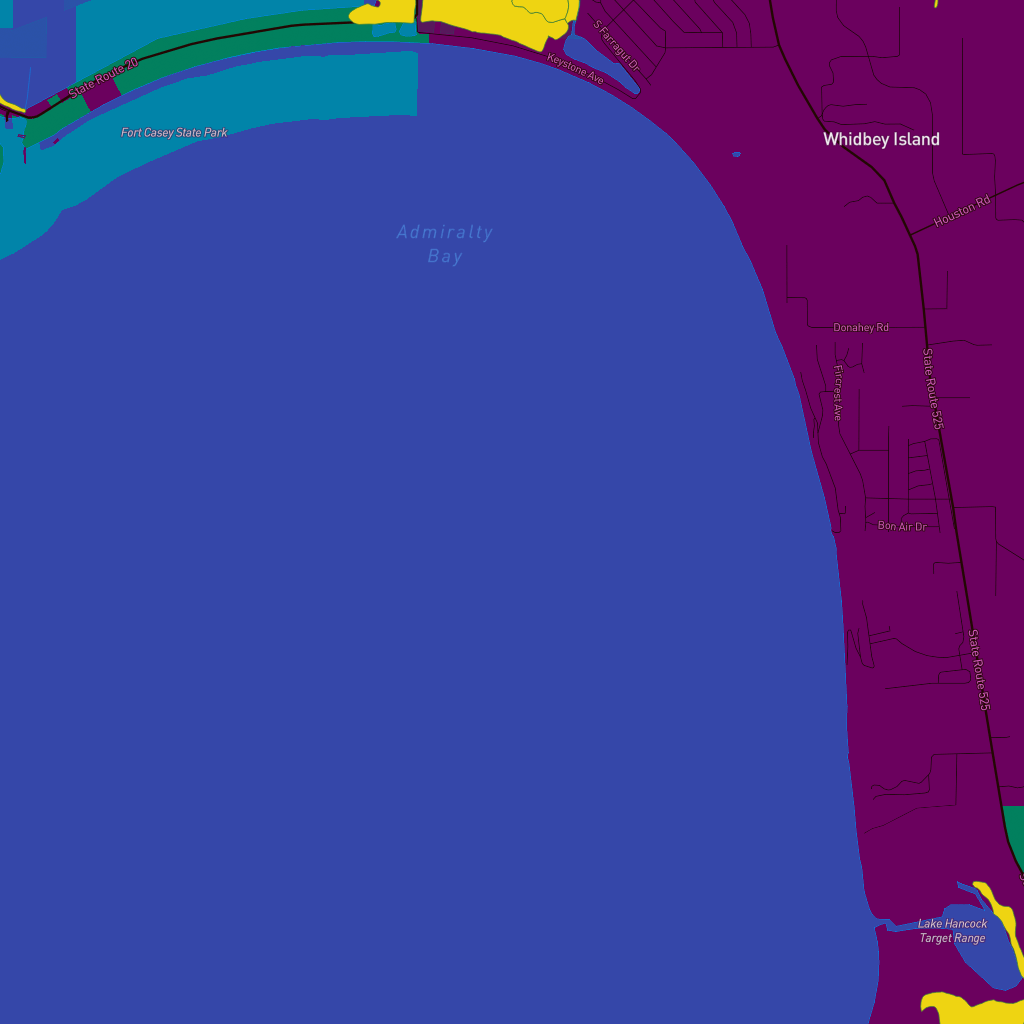 S Farragut Dr
Keystone Ave
State Route 20
Fort Casey State Park
Whidbey Island
Houston Rd
Admiralty
Bay
Donahey Rd
State Route 525
Fircrest Ave
Bon Air Dr
State Route 525
Lake Hancock
Target Range